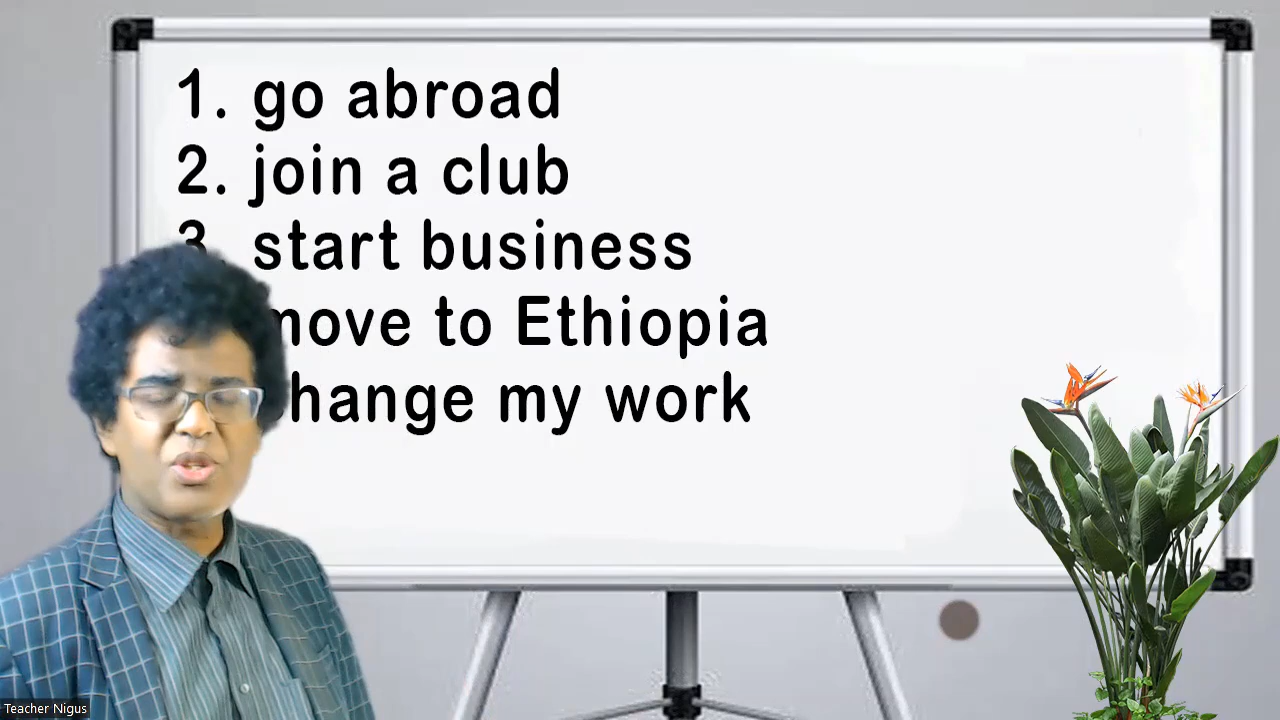 1. go abroad
2. join a club
3. start business
move to Ethiopia
hange my work
Teacher Nigus